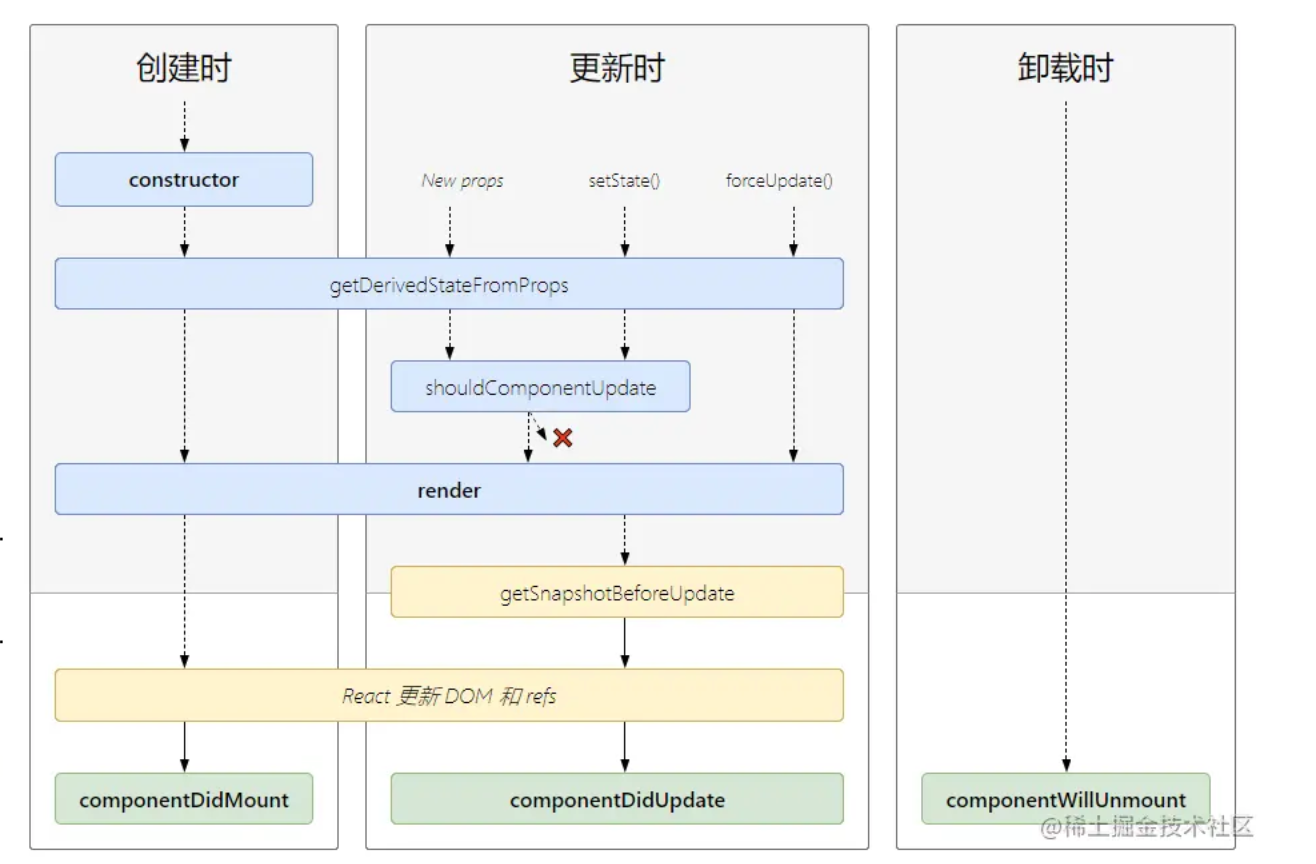 创建时
更新时
卸载时
constructor
New props
setState()
forceUpdate()
getDerivedStateFromProps
shouldComponentUpdate
render
getSnapshotBeforeUpdate
React 更新 DOM 和 refs
componentDidMount
componentDidUpdate
componentWillUnmount
@稀土掘金技术社区